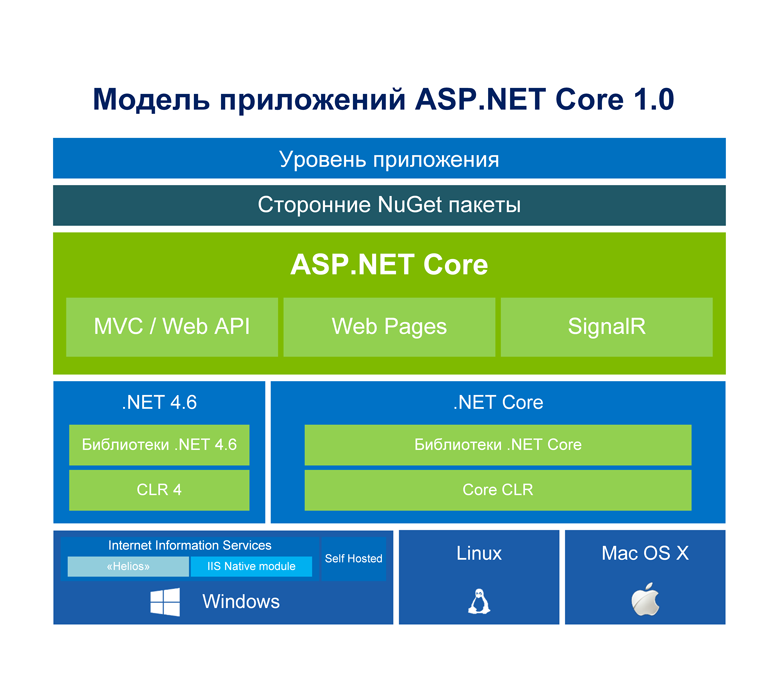 Модель приложений ASP.NET Core 1.0
Уровень приложения
Сторонние NuGet пакеты
ASP.NET Core
MVC / Web API
Web Pages
SignalR
.NET 4.6
.NET Core
Библиотеки .NET 4.6
Библиотеки .NET Core
CLR 4
Core CLR
Internet Information Services
Self Hosted
«Helios»
IIS Native module
Windows
Linux
Mac OS X